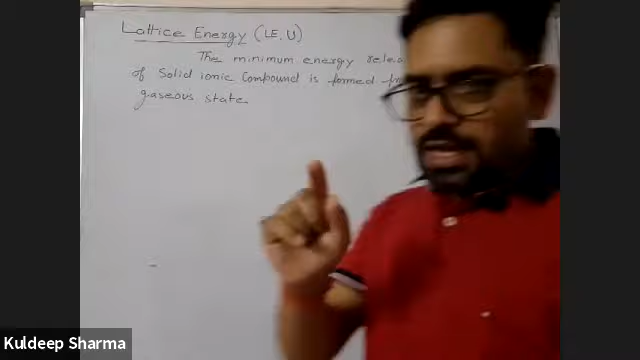 Lattice Energy (LE, U)
The minimum energy
of Solid ionic Compound is formed
gaseous state
Kuldeep Sharma